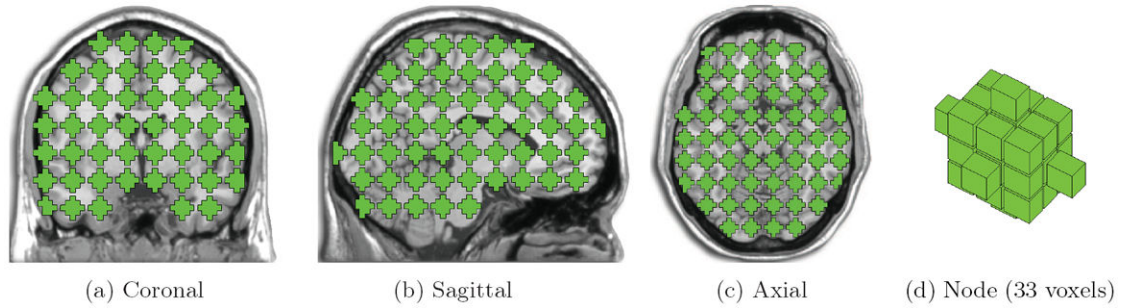 (a) Coronal
(b) Sagittal
(c) Axial
(d) Node (33 voxels)